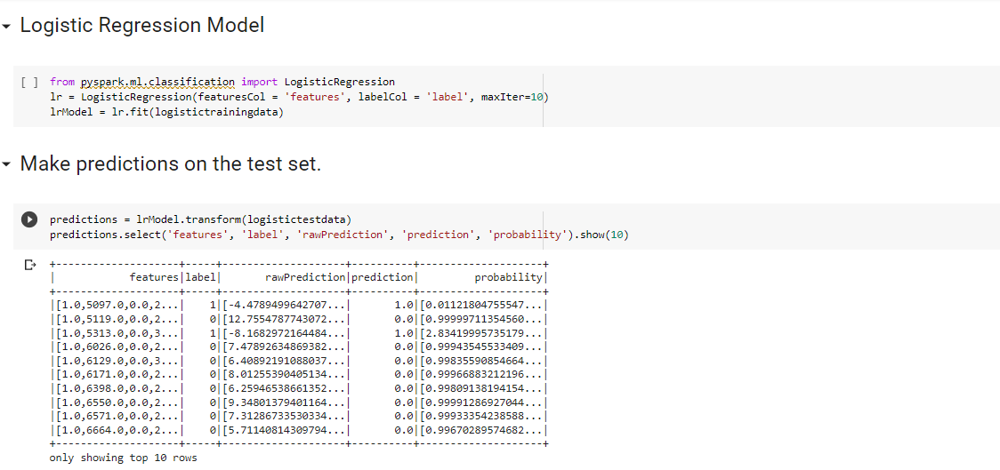 Logistic Regression Model
[ ] from pyspark.ml.classification import LogisticRegression
lr = LogisticRegression(featuresCol = 'features', labelCol = 'label', maxIter=10)
lrModel = lr.fit(logistictrainingdata)
Make predictions on the test set.
predictions = lrModel.transform(logistictestdata)
predictions.select('features', 'label', 'rawPrediction', 'prediction', 'probability').show(10)
+--------------------+-----+--------------------+----------+--------------------+
|            features|label|       rawPrediction|prediction|         probability|
+--------------------+-----+--------------------+----------+--------------------+
|[1.0,5097.0,0.0,2...|    1|[-4.4789499642707...|       1.0|[0.01121804755547...|
|[1.0,5119.0,0.0,2...|    0|[12.7554787743072...|       0.0|[0.99999711354560...|
|[1.0,5313.0,0.0,3...|    1|[-8.1682972164484...|       1.0|[2.83419995735179...|
|[1.0,6026.0,0.0,2...|    0|[7.47892634869382...|       0.0|[0.99943545533409...|
|[1.0,6129.0,0.0,3...|    0|[6.40892191088037...|       0.0|[0.99835590854664...|
|[1.0,6171.0,0.0,2...|    0|[8.01255390405134...|       0.0|[0.99966883212196...|
|[1.0,6398.0,0.0,2...|    0|[6.25946538661352...|       0.0|[0.99809138194154...|
|[1.0,6550.0,0.0,2...|    0|[9.34801379401164...|       0.0|[0.99991286927044...|
|[1.0,6571.0,0.0,2...|    0|[7.31286733530334...|       0.0|[0.99933354238588...|
|[1.0,6664.0,0.0,2...|    0|[5.71140814309794...|       0.0|[0.99670289574682...|
+--------------------+-----+--------------------+----------+--------------------+
only showing top 10 rows